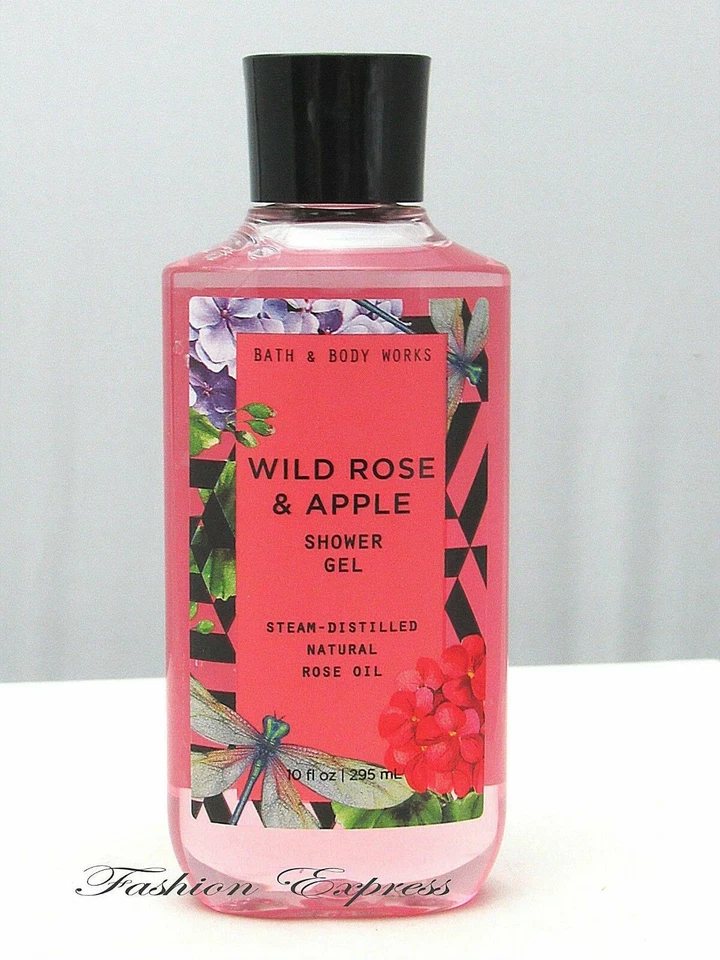 BATH & BODY WORKS
WILD ROSE
& APPLE
SHOWER
GEL
STEAM-DISTILLED
NATURAL
ROSE OIL
10 fl oz | 295 mL
Fashion Express